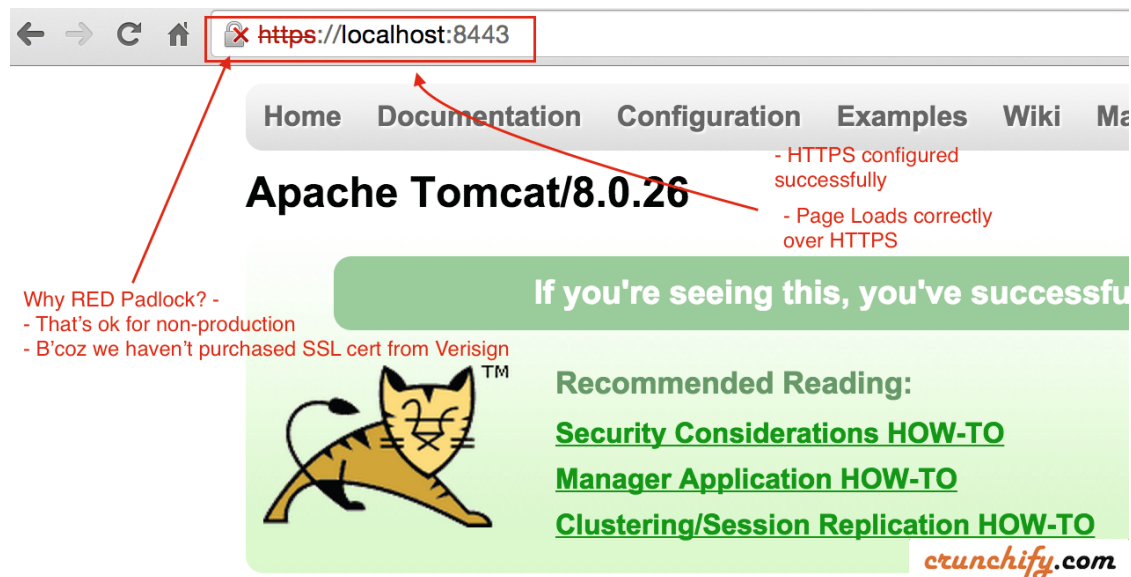 https://localhost:8443
Home Documentation Configuration Examples Wiki Ma
- HTTPS configured
successfully
Apache Tomcat/8.0.26
- Page Loads correctly
over HTTPS
If you're seeing this, you've successfu
Why RED Padlock? -
- That's ok for non-production
- B'coz we haven't purchased SSL cert from Verisign
TM
Recommended Reading:
Security Considerations HOW-TO
Manager Application HOW-TO
Clustering/Session Replication HOW-TO
crunchify.com